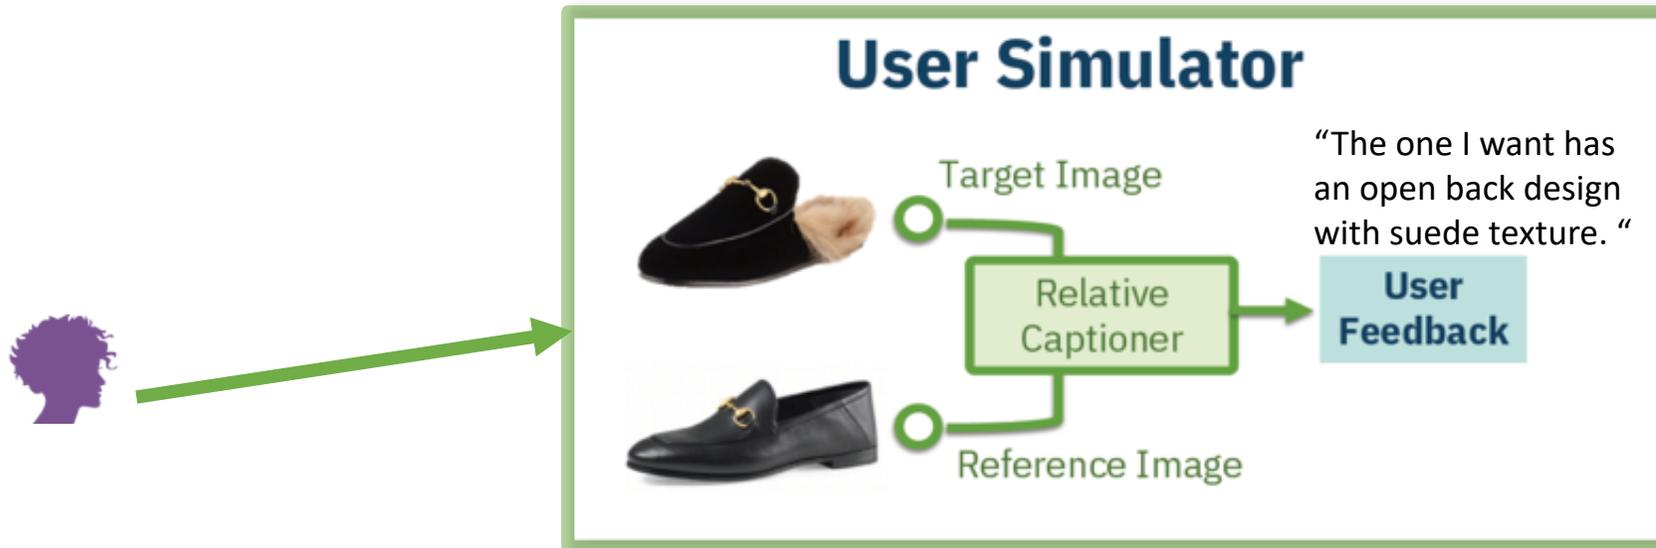 User Simulator
Target Image
“The one I want has
an open back design
with suede texture. “
Relative
Captioner
User
Feedback
Reference Image